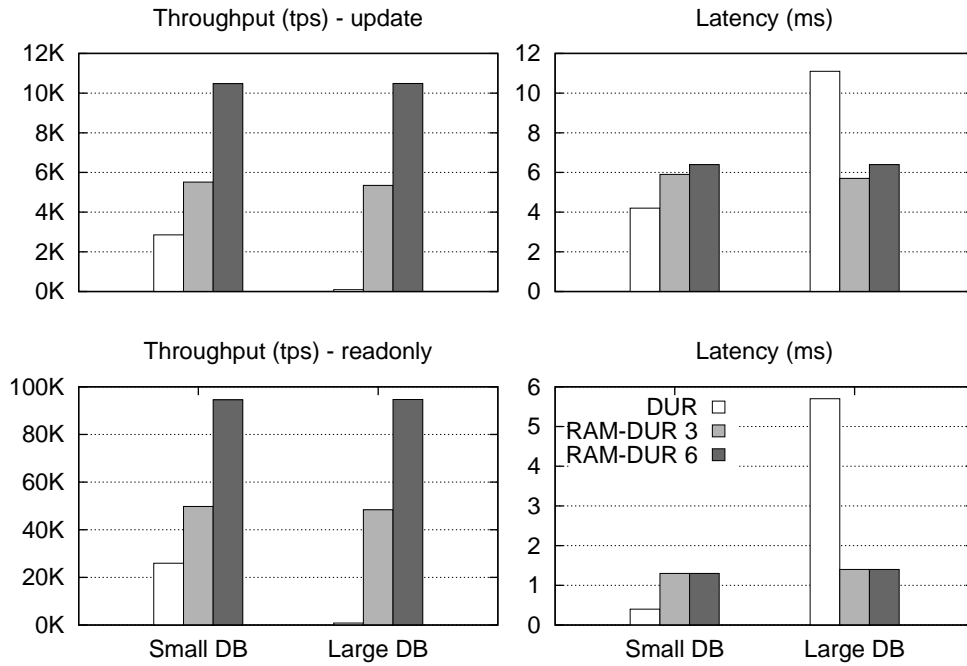 Throughput (tps) - update
12K
10K
8K
6K
4K
2K
0K
Latency (ms)
12
10
8
6
4
2
0
Throughput (tps) - readonly
100K
80K
60K
40K
20K
0K
Small DB Large DB
Latency (ms)
6
5
4
3
2
1
0
DUR
RAM-DUR 3
RAM-DUR 6
Small DB Large DB